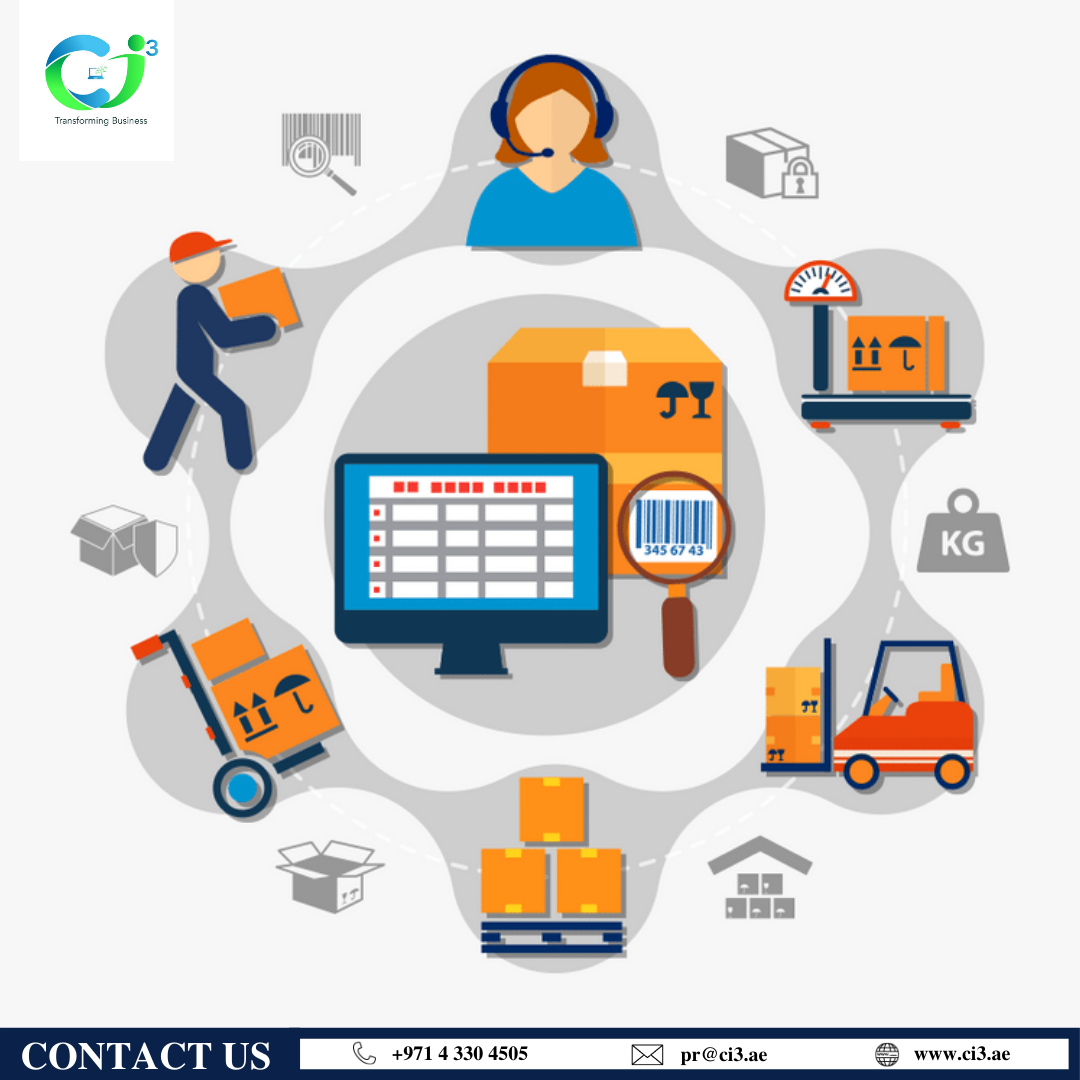 Ci³
Transforming Business
345 67 43
KG
CONTACT US
+971 4 330 4505
pr@ci3.ae
www.ci3.ae